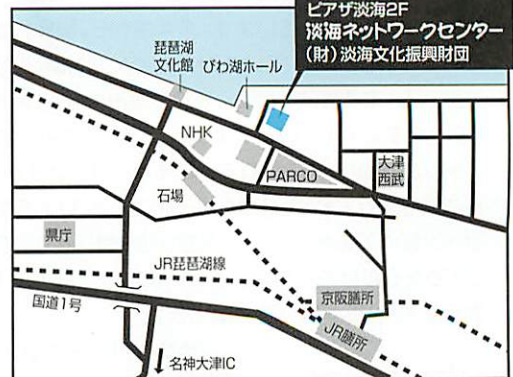 ピアザ淡海2F
淡海ネットワークセンター
(財)淡海文化振興財団
琵琶湖
文化館
びわ湖ホール
NHK
PARCO
大津
西武
石場
県庁
JR琵琶湖線
国道1号
京阪膳所
JR膳所
名神大津IC